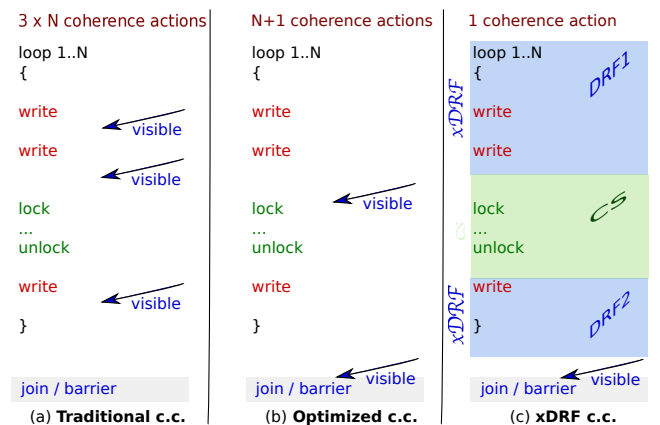 3 x N coherence actions
loop 1..N
{
write
visible
write
visible
lock
...
unlock
write
visible
}
join / barrier
(a) Traditional c.c.
N+1 coherence actions
loop 1..N
{
write
write
visible
lock
...
unlock
write
}
visible
join / barrier
(b) Optimized c.c.
1 coherence action
loop 1..N
{
DRF1
xDRF
write
write
CS
lock
CS
...
unlock
write
xDRF
DRF2
}
visible
join / barrier
(c) xDRF c.c.